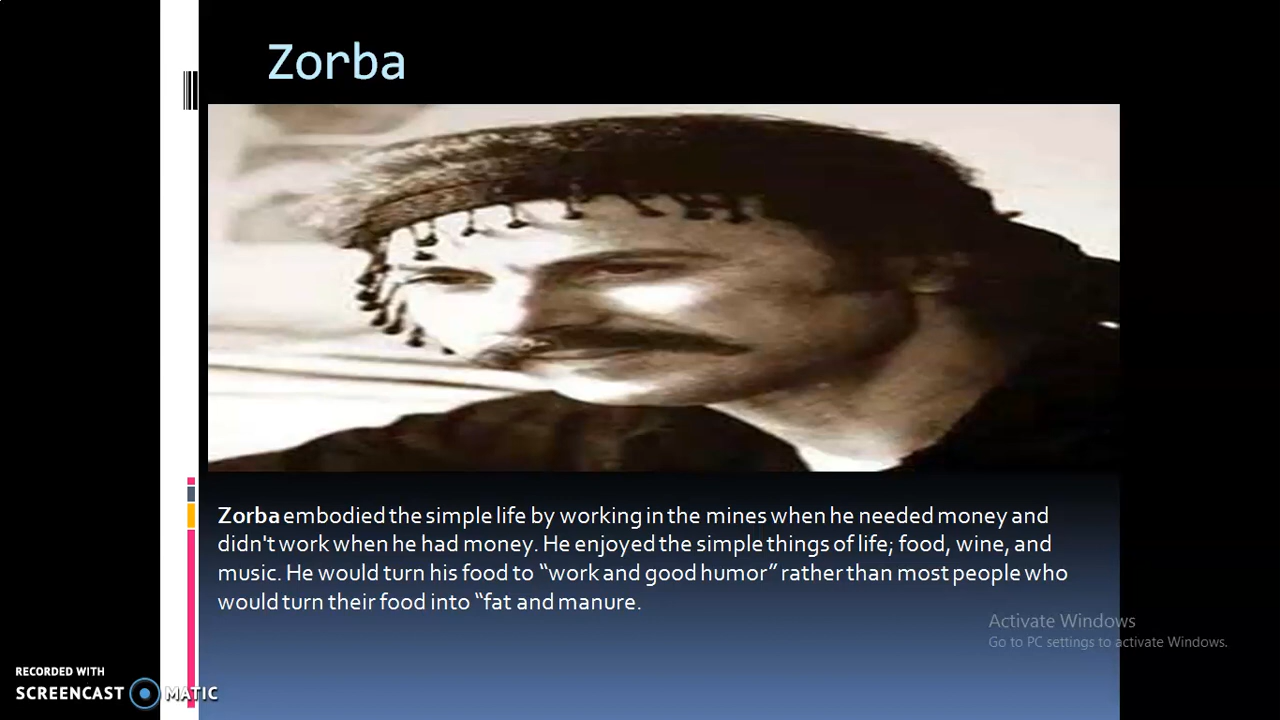 Zorba
Zorba embodied the simple life by working in the mines when he needed money and
didn't work when he had money. He enjoyed the simple things of life; food, wine, and
music. He would turn his food to “work and good humor” rather than most people who
would turn their food into “fat and manure.
Activate Windows
Go to PC settings to activate Windows.
RECORDED WITH
SCREENCAST MATIC